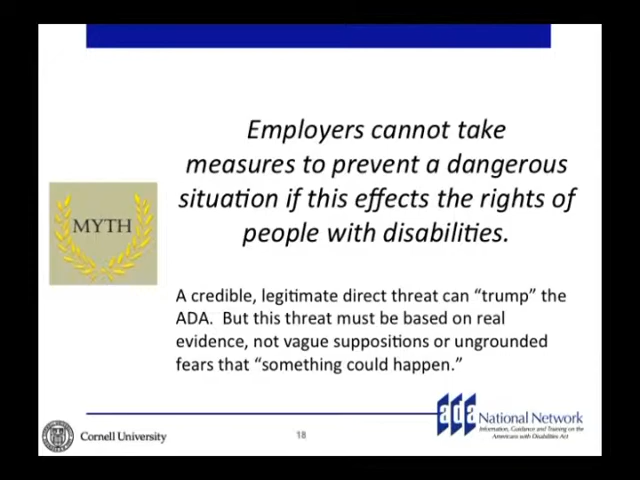 Employers cannot take
measures to prevent a dangerous
situation if this effects the rights of
people with disabilities.
MYTH
A credible, legitimate direct threat can “trump” the
ADA.  But this threat must be based on real
evidence, not vague suppositions or ungrounded
fears that “something could happen.”
Cornell University
18
ada National Network
Information, Guidance and Training on the
Americans with Disabilities Act